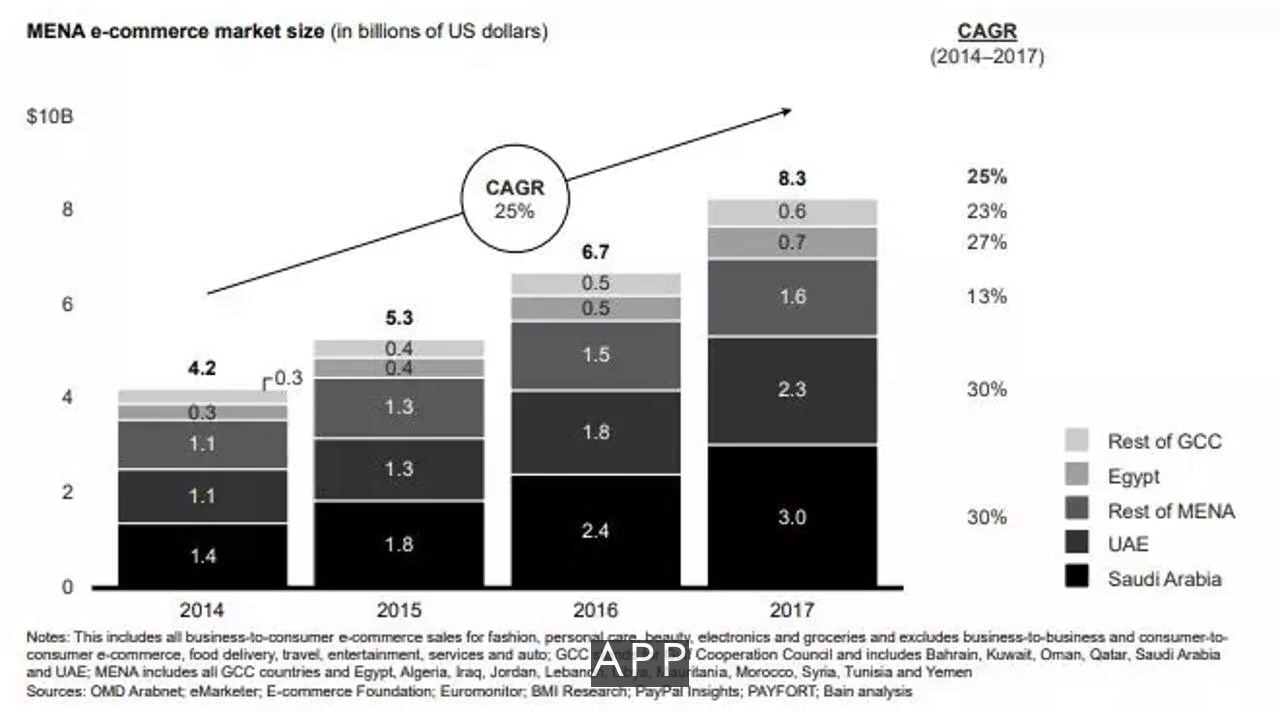 MENA e-commerce market size (in billions of US dollars)
CAGR
(2014–2017)
$10B
8
6
4
2
0
CAGR
25%
4.2
0.3
0.3
1.1
1.1
1.4
2014
5.3
0.4
0.4
1.3
1.3
1.8
2015
6.7
0.5
0.5
1.5
1.8
2.4
2016
8.3
0.6
0.7
1.6
2.3
3.0
2017
25%
23%
27%
13%
30%
30%
Rest of GCC
Egypt
Rest of MENA
UAE
Saudi Arabia
Notes: This includes all business-to-consumer e-commerce sales for fashion, personal care, beauty, electronics and groceries and excludes business-to-business and consumer-to-
consumer e-commerce, food delivery, travel, entertainment, services and auto; GCC Cooperation Council and includes Bahrain, Kuwait, Oman, Qatar, Saudi Arabia
and UAE; MENA includes all GCC countries and Egypt, Algeria, Iraq, Jordan, Lebanon, Mauritania, Morocco, Syria, Tunisia and Yemen
Sources: OMD Arabnet; eMarketer; E-commerce Foundation; Euromonitor; BMI Research; PayPal Insights; PAYFORT; Bain analysis
APP